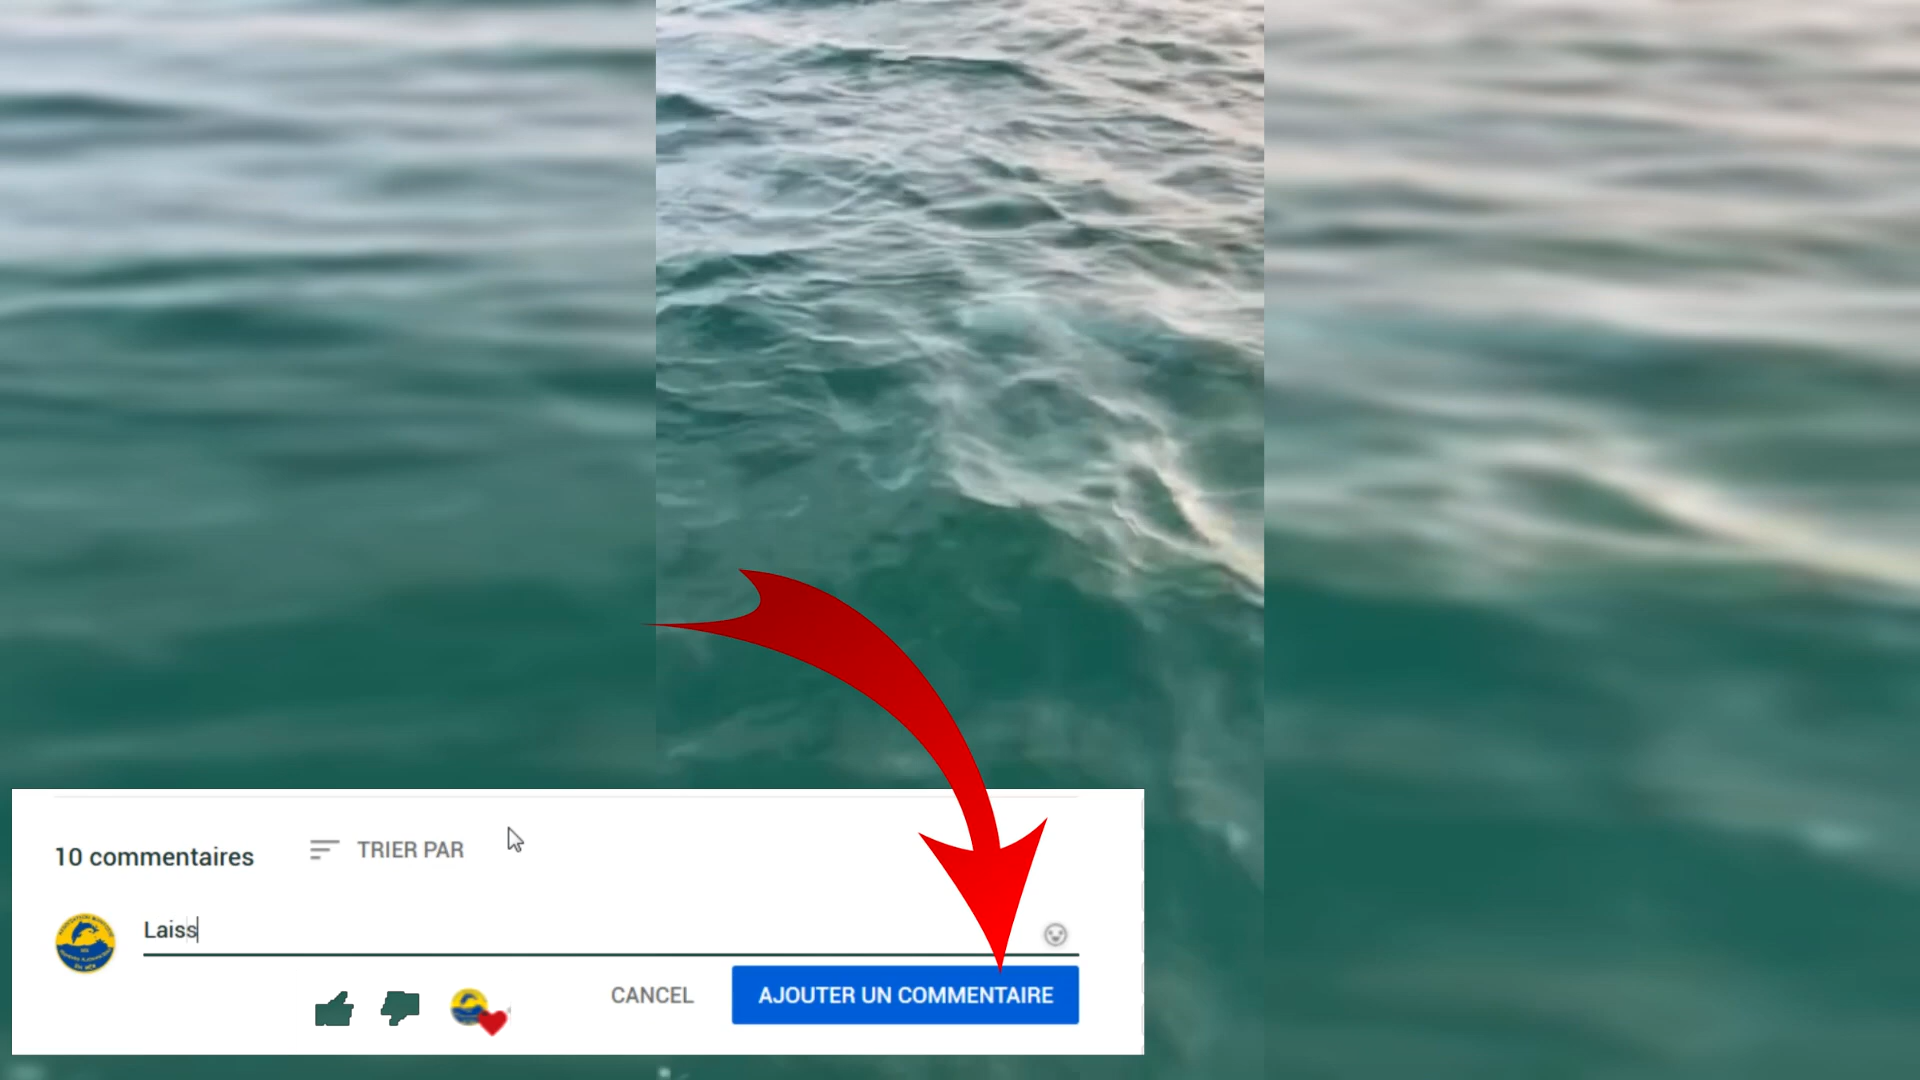 10 commentaires
TRIER PAR
Laiss
CANCEL
AJOUTER UN COMMENTAIRE